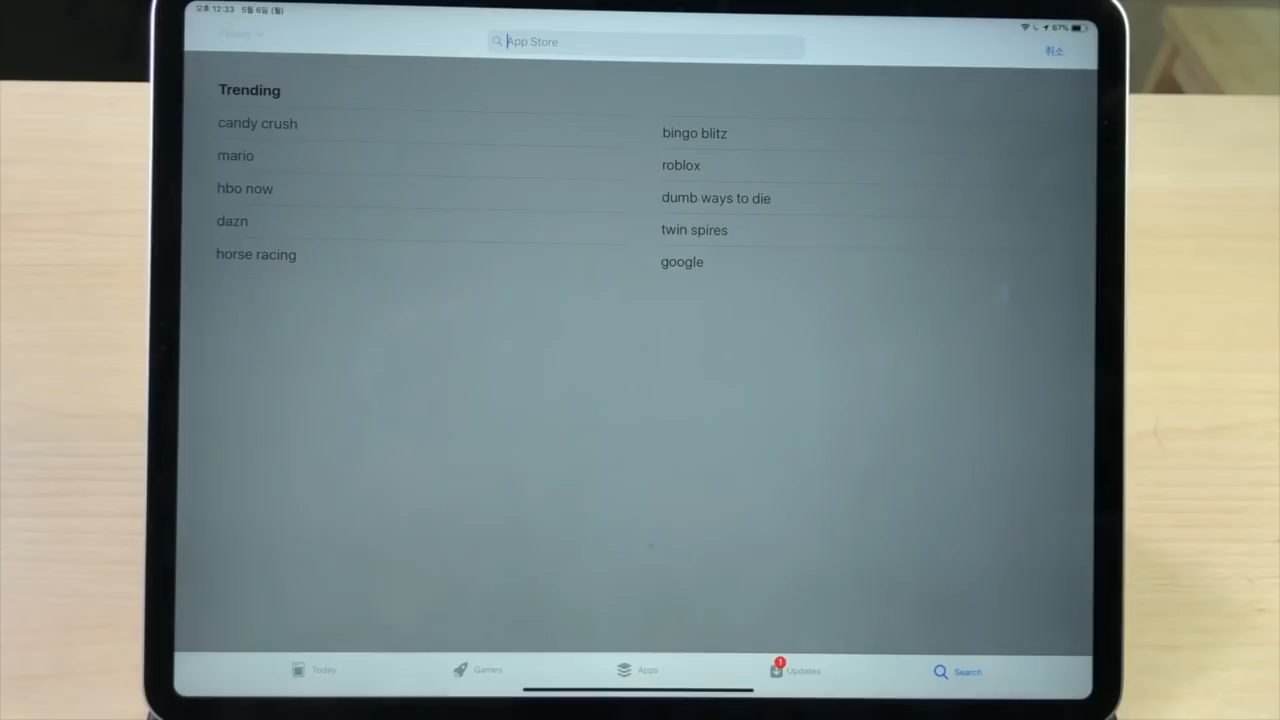 오후 12:33 5월 6일 (월)
67%
App Store
취소
Trending
candy crush
mario
hbo now
dazn
horse racing
bingo blitz
roblox
dumb ways to die
twin spires
google
Today
Games
Apps
1
Updates
Search